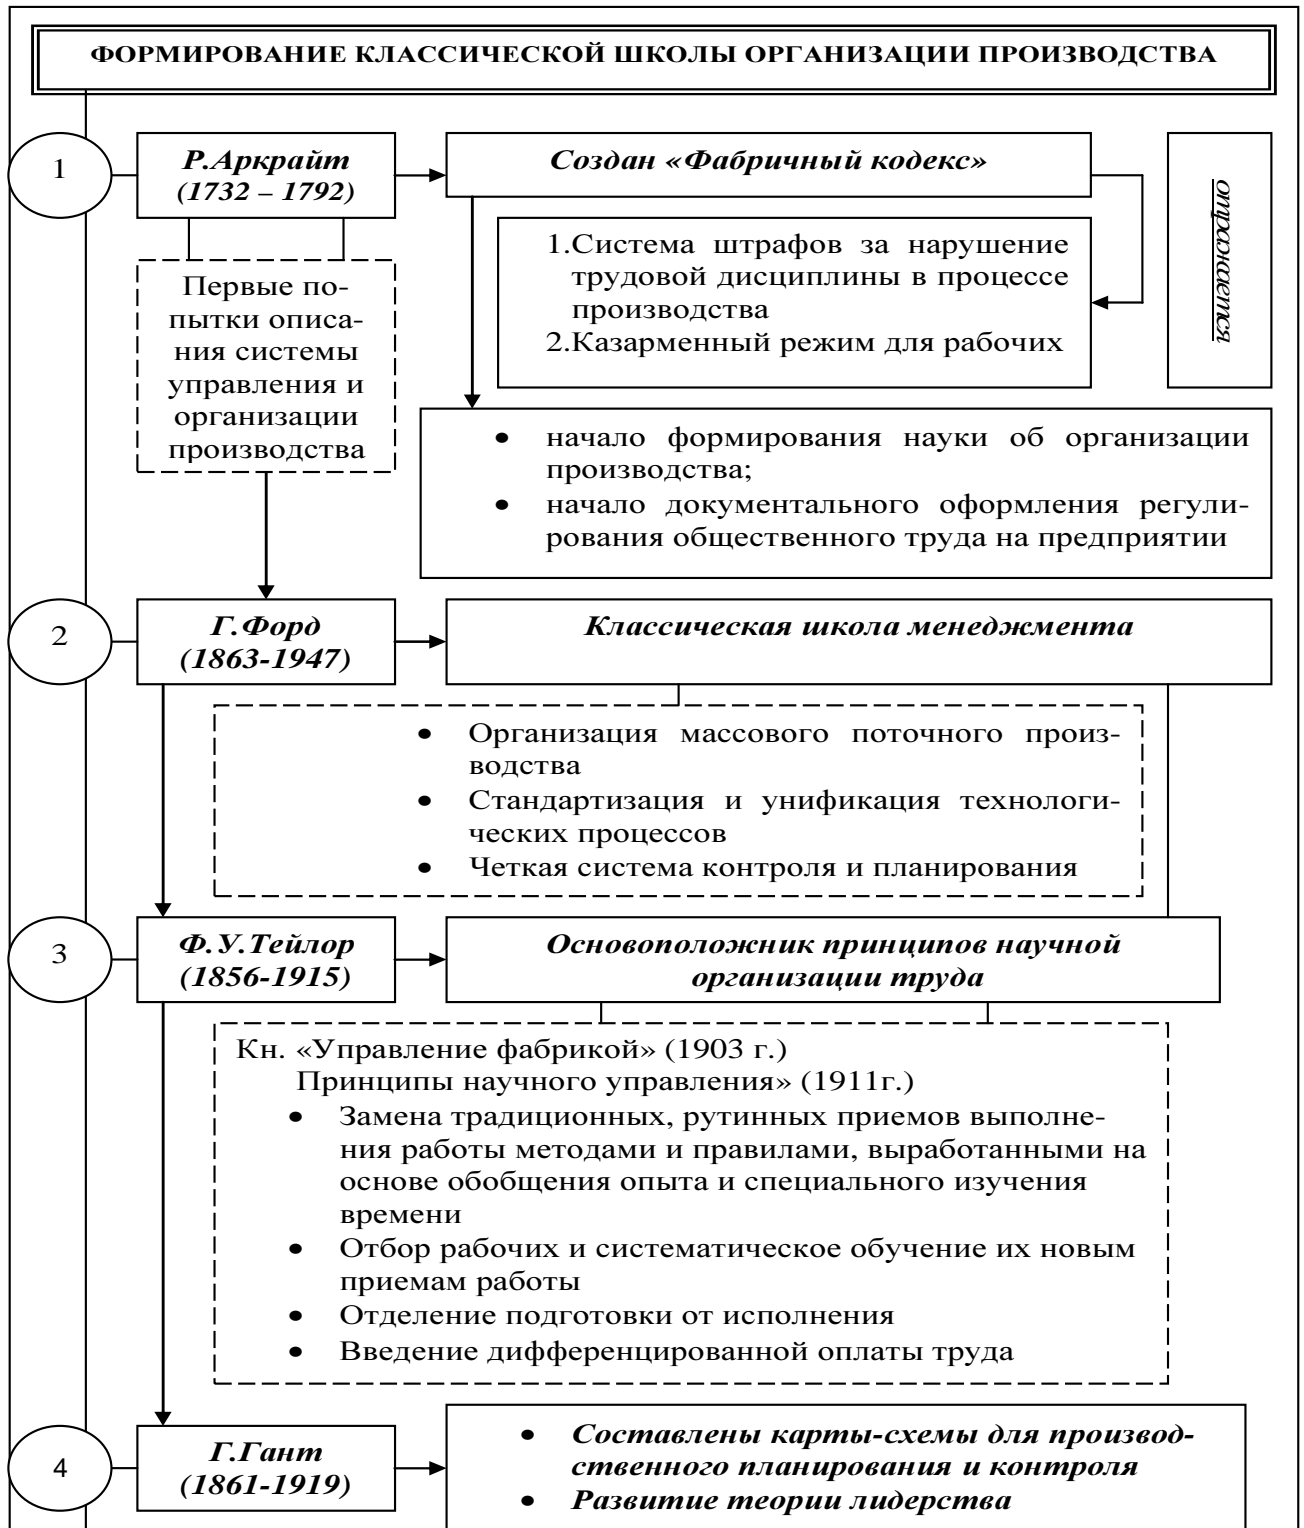 ФОРМИРОВАНИЕ КЛАССИЧЕСКОЙ ШКОЛЫ ОРГАНИЗАЦИИ ПРОИЗВОДСТВА
1
Р.Аркрайт
(1732 – 1792)
Создан «Фабричный кодекс»
отражается
1.Система штрафов за нарушение
трудовой дисциплины в процессе
производства
2.Казарменный режим для рабочих
Первые по-
пытки описа-
ния системы
управления и
организации
производства
• начало формирования науки об организации
производства;
• начало документального оформления регули-
рования общественного труда на предприятии
2
Г.Форд
(1863-1947)
Классическая школа менеджмента
• Организация массового поточного произ-
водства
• Стандартизация и унификация технологи-
ческих процессов
• Четкая система контроля и планирования
3
Ф.У.Тейлор
(1856-1915)
Основоположник принципов научной
организации труда
Кн. «Управление фабрикой» (1903 г.)
Принципы научного управления» (1911г.)
• Замена традиционных, рутинных приемов выполне-
ния работы методами и правилами, выработанными на
основе обобщения опыта и специального изучения
времени
• Отбор рабочих и систематическое обучение их новым
приемам работы
• Отделение подготовки от исполнения
• Введение дифференцированной оплаты труда
4
Г.Гант
(1861-1919)
• Составлены карты-схемы для производ-
ственного планирования и контроля
• Развитие теории лидерства